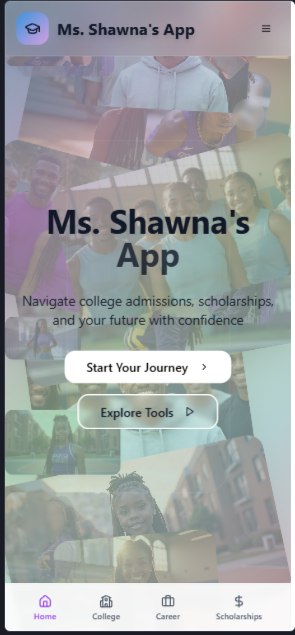 Ms. Shawna's App
Ms. Shawna's
App
Navigate college admissions, scholarships,
and your future with confidence
Start Your Journey
Explore Tools
Home College Career Scholarships